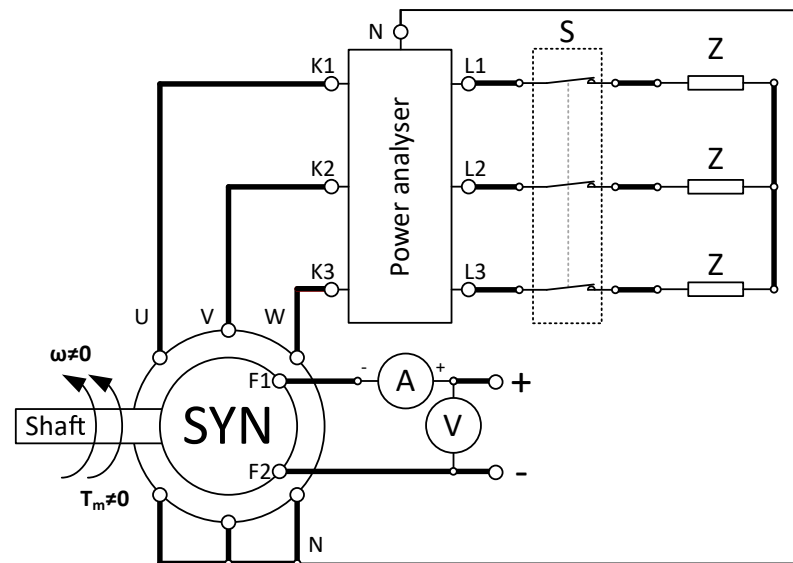 N
S
Z
K1
L1
K2
L2
Z
Power analyser
K3
L3
Z
U
V
W
ω≠0
F1
-
A
+
+
Shaft
SYN
V
F2
-
Tm≠0
N